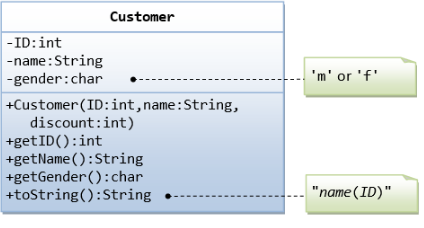 Customer
-ID:int
-name:String
-gender:char
'm' or 'f'
+Customer(ID:int,name:String,
discount:int)
+getID():int
+getName():String
+getGender():char
+toString():String
"name(ID)"